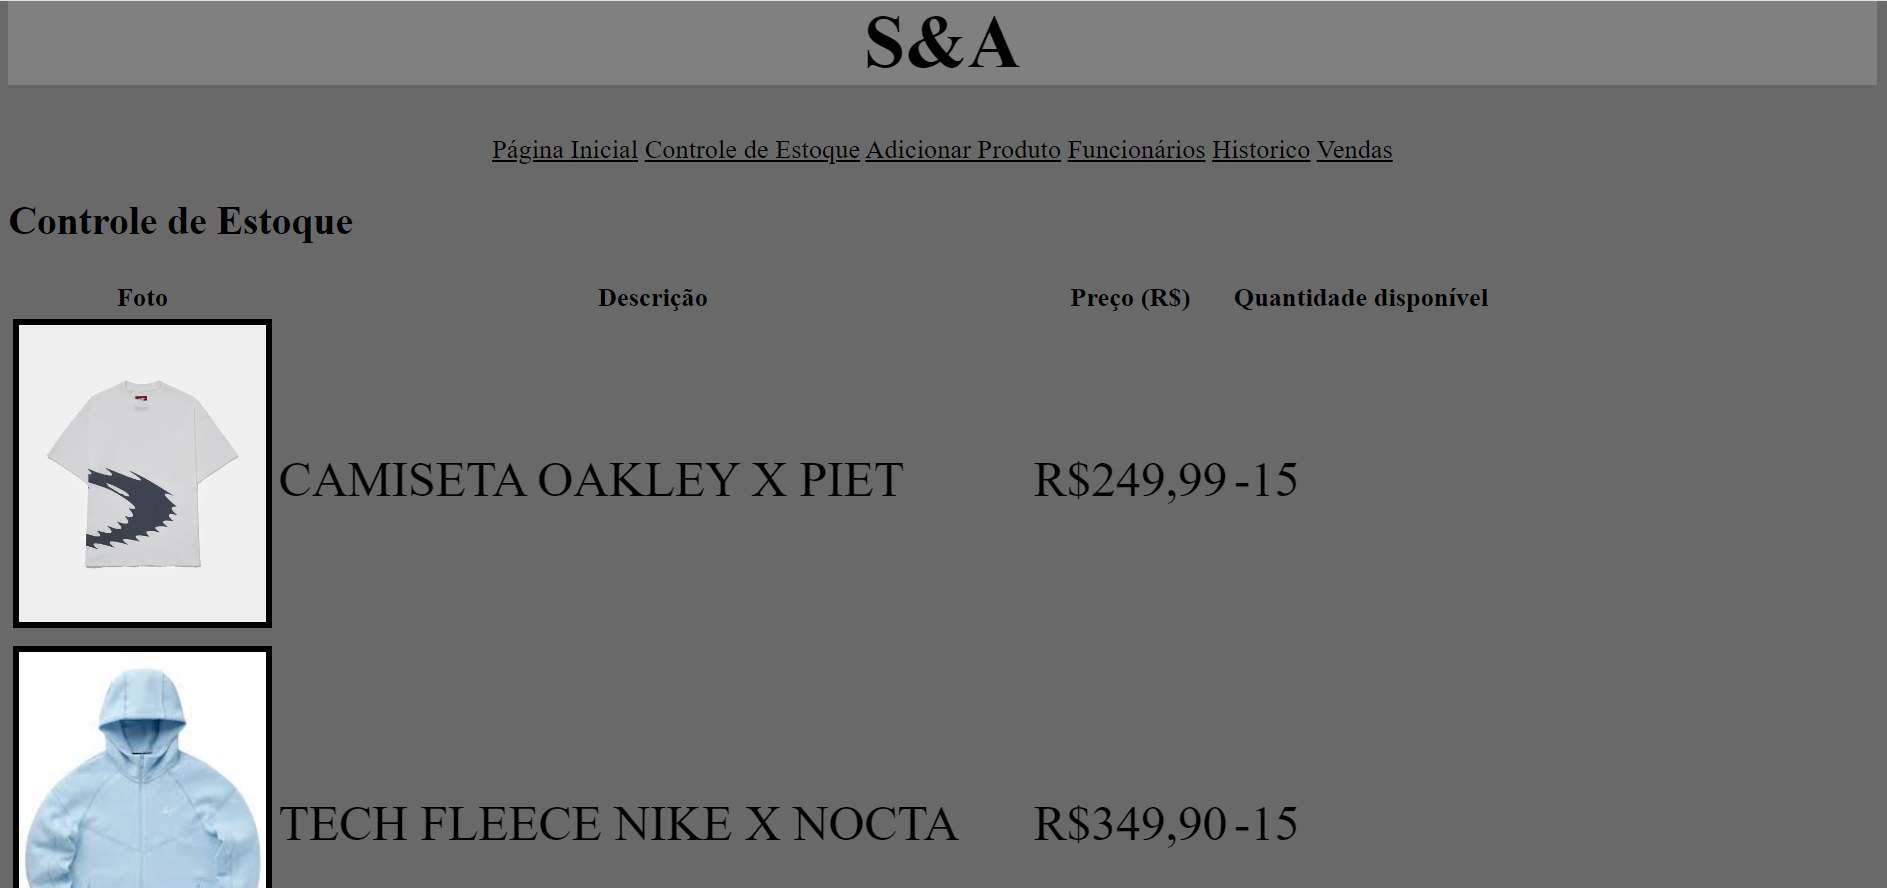 S&A
Página Inicial Controle de Estoque Adicionar Produto Funcionários Historico Vendas
Controle de Estoque
Foto Descrição Preço (R$) Quantidade disponível
CAMISETA OAKLEY X PIET R$249,99 -15
TECH FLEECE NIKE X NOCTA R$349,90 -15